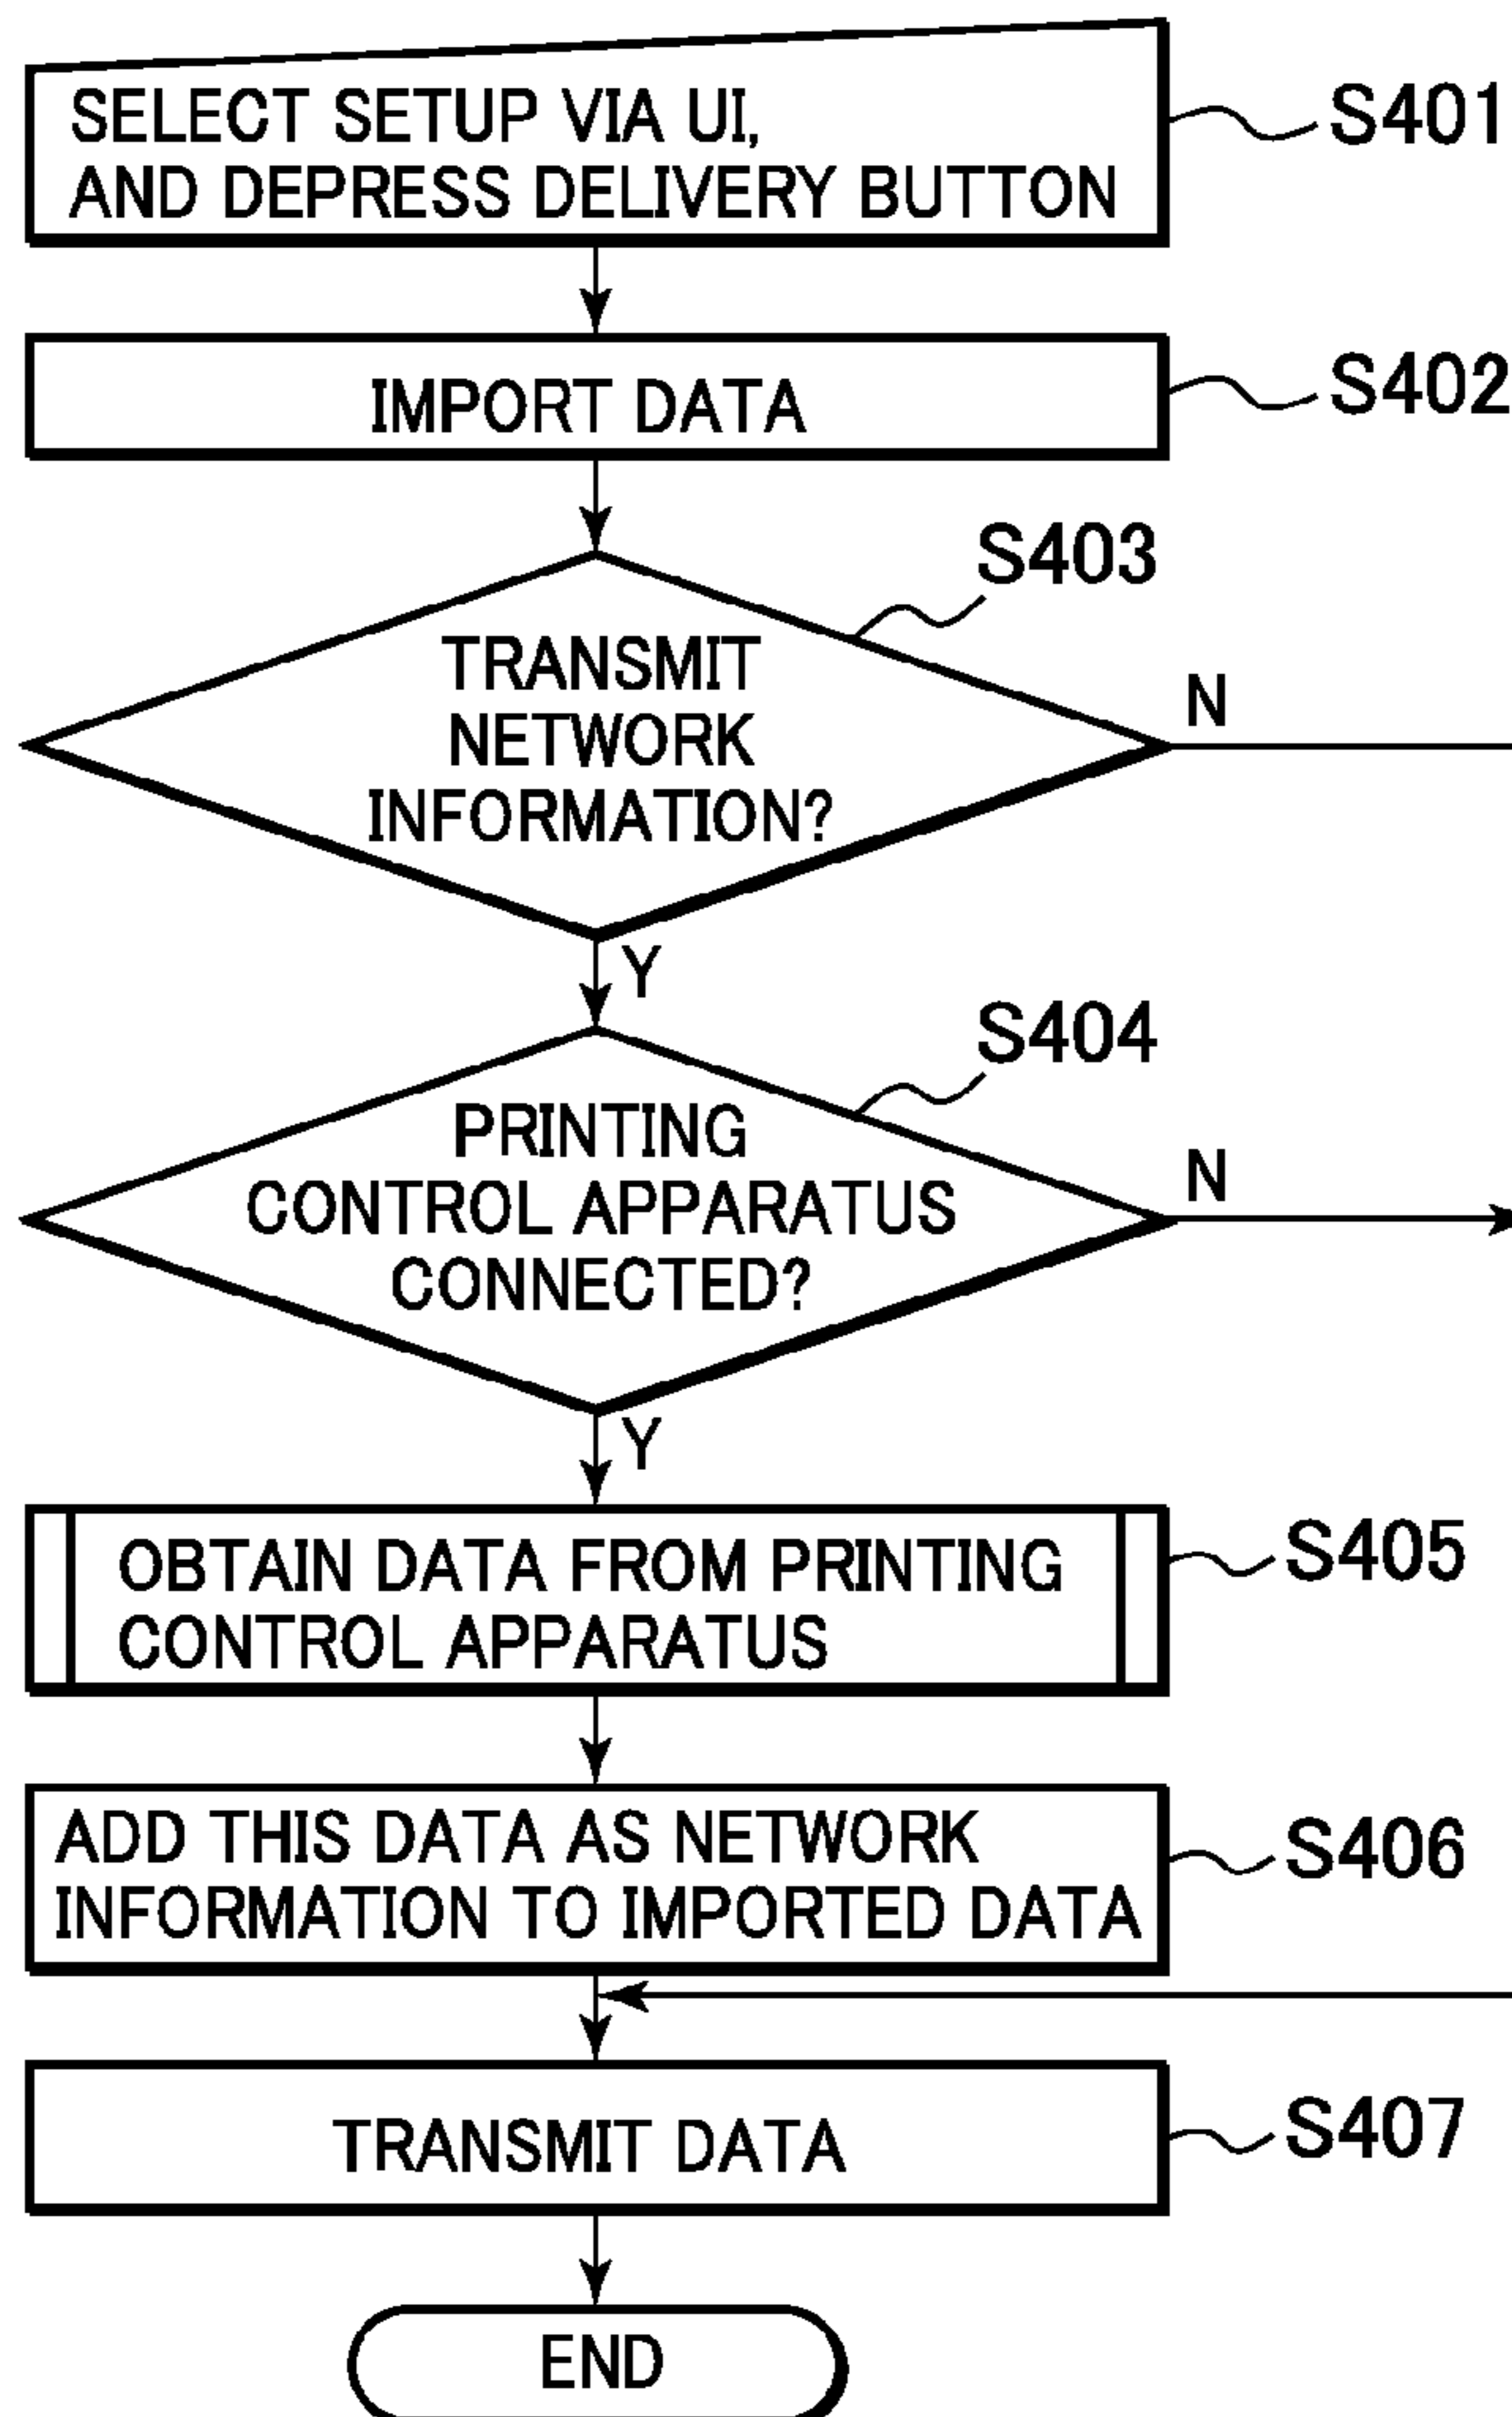 SELECT SETUP VIA UI,
AND DEPRESS DELIVERY BUTTON
S401
IMPORT DATA
S402
S403
TRANSMIT
NETWORK
INFORMATION?
N
Y
S404
PRINTING
CONTROL APPARATUS
CONNECTED?
N
Y
OBTAIN DATA FROM PRINTING
CONTROL APPARATUS
S405
ADD THIS DATA AS NETWORK
INFORMATION TO IMPORTED DATA
S406
TRANSMIT DATA
S407
END